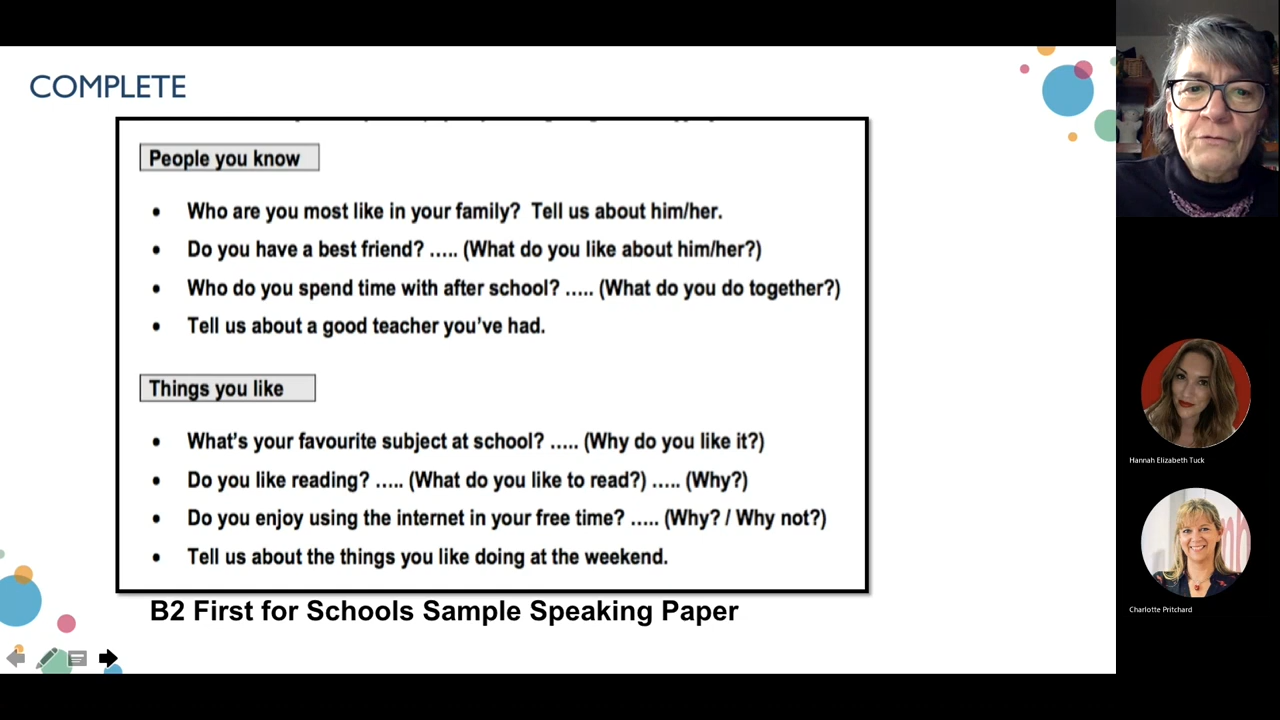 COMPLETE
People you know
• Who are you most like in your family? Tell us about him/her.
• Do you have a best friend? ….. (What do you like about him/her?)
• Who do you spend time with after school? ….. (What do you do together?)
• Tell us about a good teacher you’ve had.
Things you like
• What’s your favourite subject at school? ….. (Why do you like it?)
• Do you like reading? ….. (What do you like to read?) ….. (Why?)
• Do you enjoy using the internet in your free time? ….. (Why? / Why not?)
• Tell us about the things you like doing at the weekend.
B2 First for Schools Sample Speaking Paper
Hannah Elizabeth Tuck
Charlotte Pritchard